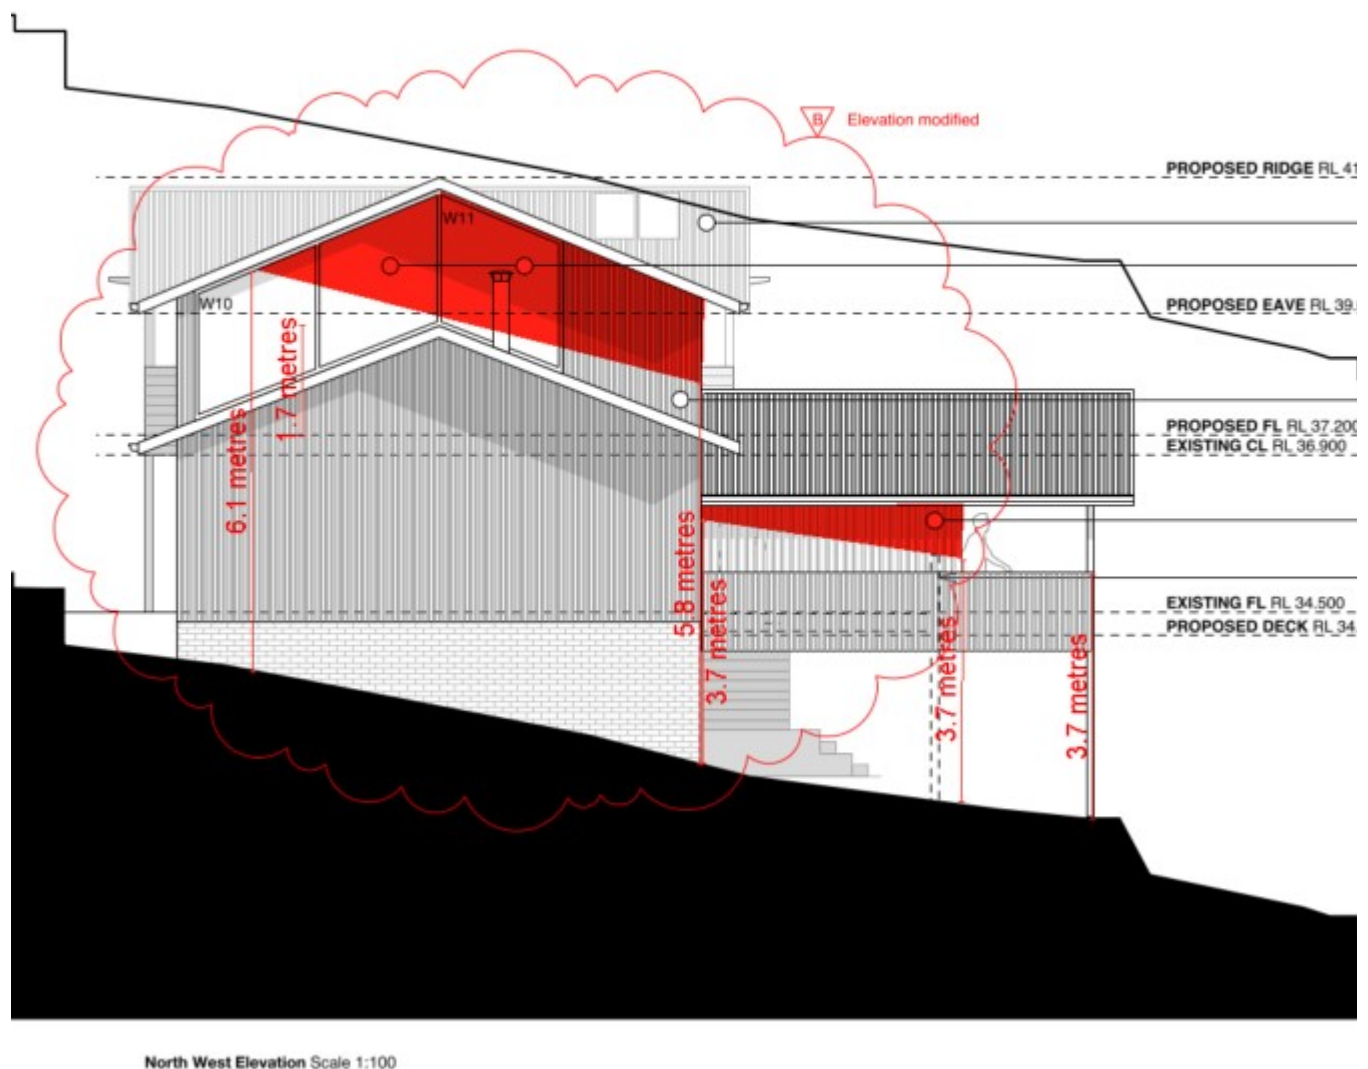 B Elevation modified
PROPOSED RIDGE RL 41
W11
W10
PROPOSED EAVE RL 39.
1.7 metres
6.1 metres
PROPOSED FL RL 37.200
EXISTING CL RL 36.900
5.8 metres
3.7 metres
3.7 metres
3.7 metres
EXISTING FL RL 34.500
PROPOSED DECK RL 34.
North West Elevation Scale 1:100